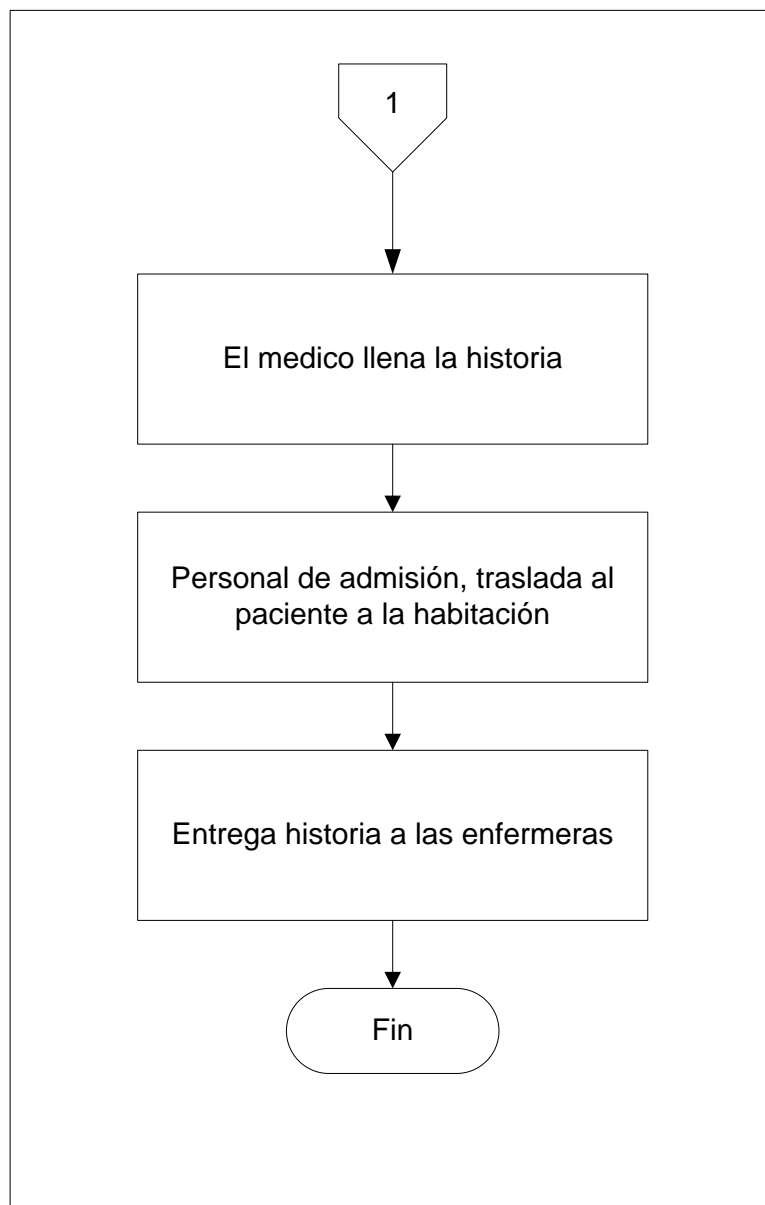 1
El medico llena la historia
Personal de admisión, traslada al
paciente a la habitación
Entrega historia a las enfermeras
Fin